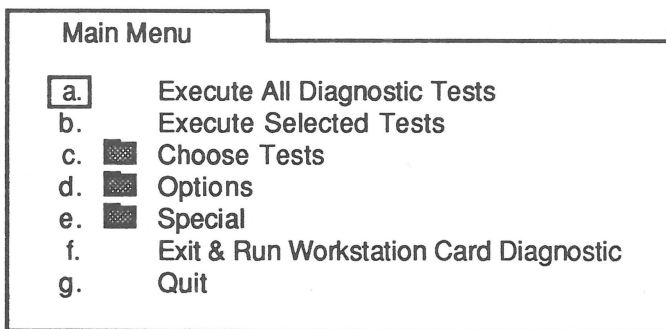 Main Menu
a. Execute All Diagnostic Tests
b. Execute Selected Tests
c. Choose Tests
d. Options
e. Special
f. Exit & Run Workstation Card Diagnostic
g. Quit